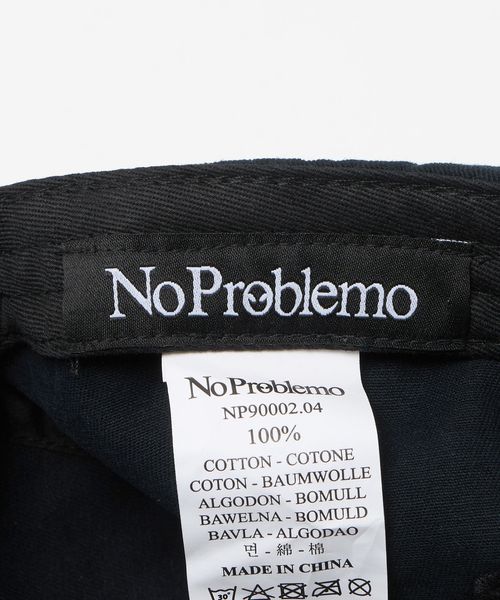 NoProblemo
NoProblemo
NP90002.04
100%
COTTON - COTONE
COTON - BAUMWOLLE
ALGODON - BOMULL
BAWELNA - BOMULD
BAVLA - ALGODAO
면 - 綿 - 棉
MADE IN CHINA
30°